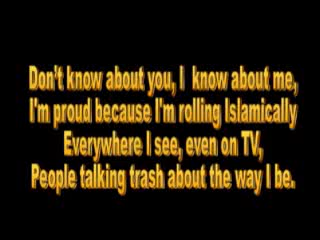 Don't know about you, I  know about me,
I'm proud because I'm rolling Islamically
Everywhere I see, even on TV,
People talking trash about the way I be.